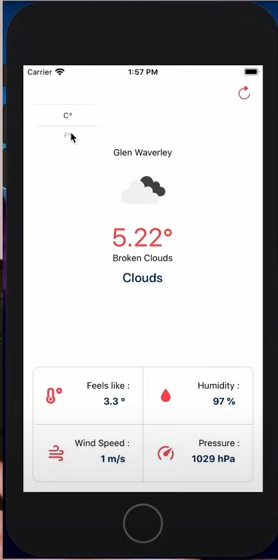 Carrier
1:57 PM
C°
F°
Glen Waverley
5.22°
Broken Clouds
Clouds
Feels like :
3.3 °
Humidity :
97 %
Wind Speed :
1 m/s
Pressure :
1029 hPa